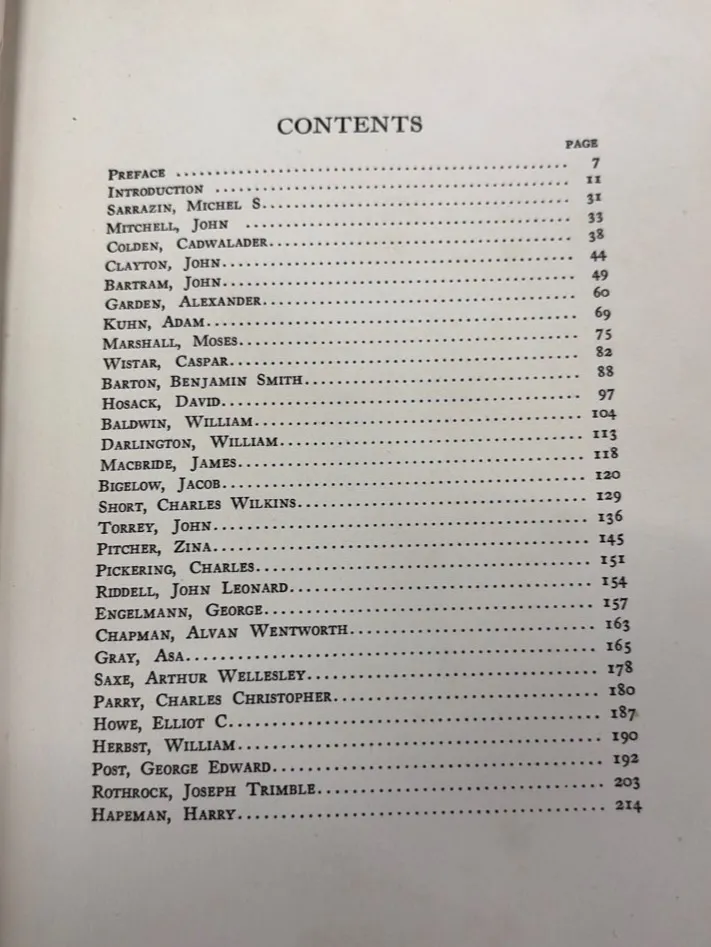 CONTENTS
PAGE
PREFACE 7
INTRODUCTION 11
SARRAZIN, MICHEL S. 31
MITCHELL, JOHN 33
COLDEN, CADWALADER 38
CLAYTON, JOHN 44
BARTRAM, JOHN 49
GARDEN, ALEXANDER 60
KUHN, ADAM 69
MARSHALL, MOSES 75
WISTAR, CASPAR 82
BARTON, BENJAMIN SMITH 88
HOSACK, DAVID 97
BALDWIN, WILLIAM 104
DARLINGTON, WILLIAM 113
MACBRIDE, JAMES 118
BIGELOW, JACOB 120
SHORT, CHARLES WILKINS 129
TORREY, JOHN 136
PITCHER, ZINA 145
PICKERING, CHARLES 151
RIDDELL, JOHN LEONARD 154
ENGELMANN, GEORGE 157
CHAPMAN, ALVAN WENTWORTH 163
GRAY, ASA 165
SAXE, ARTHUR WELLESLEY 178
PARRY, CHARLES CHRISTOPHER 180
HOWE, ELLIOT C. 187
HERBST, WILLIAM 190
POST, GEORGE EDWARD 192
ROTHROCK, JOSEPH TRIMBLE 203
HAPEMAN, HARRY 214